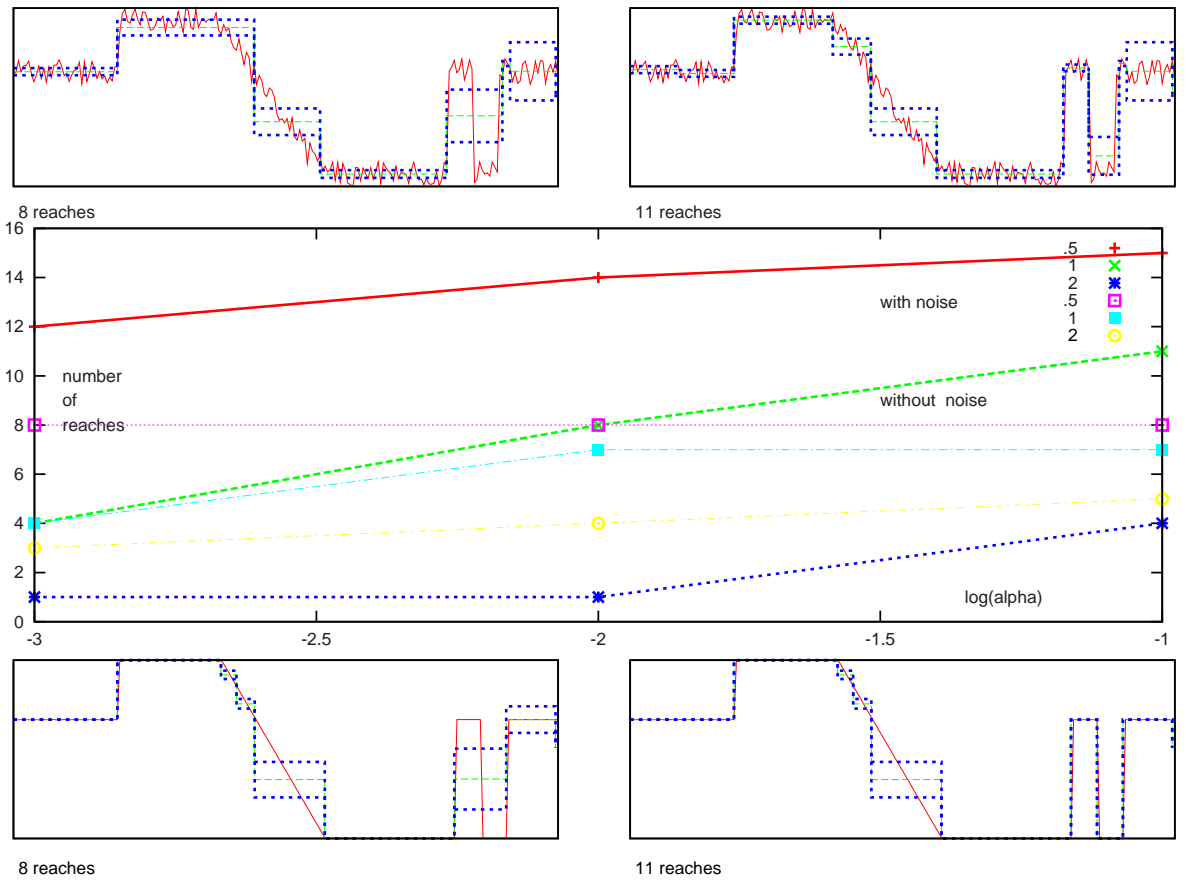 8 reaches
11 reaches
16
14
12
10
8
6
4
2
0
number
of
reaches
.5
1
2
.5
1
2
with noise
without noise
log(alpha)
-3
-2.5
-2
-1.5
-1
8 reaches
11 reaches